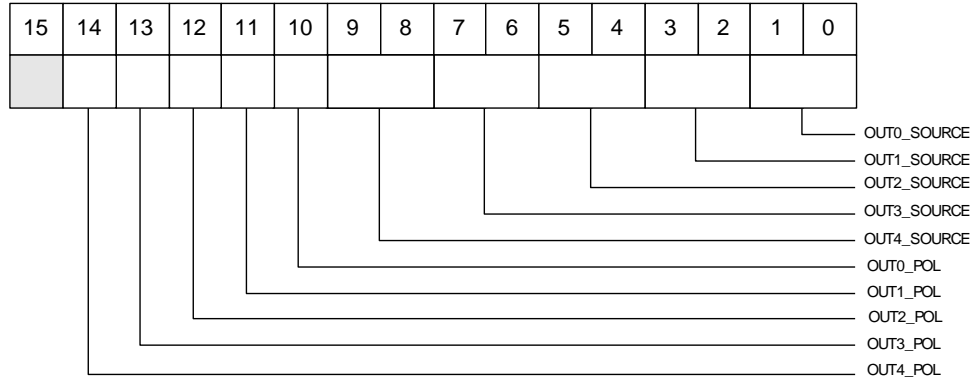 15 14 13 12 11 10 9 8 7 6 5 4 3 2 1 0
OUT0_SOURCE
OUT1_SOURCE
OUT2_SOURCE
OUT3_SOURCE
OUT4_SOURCE
OUT0_POL
OUT1_POL
OUT2_POL
OUT3_POL
OUT4_POL